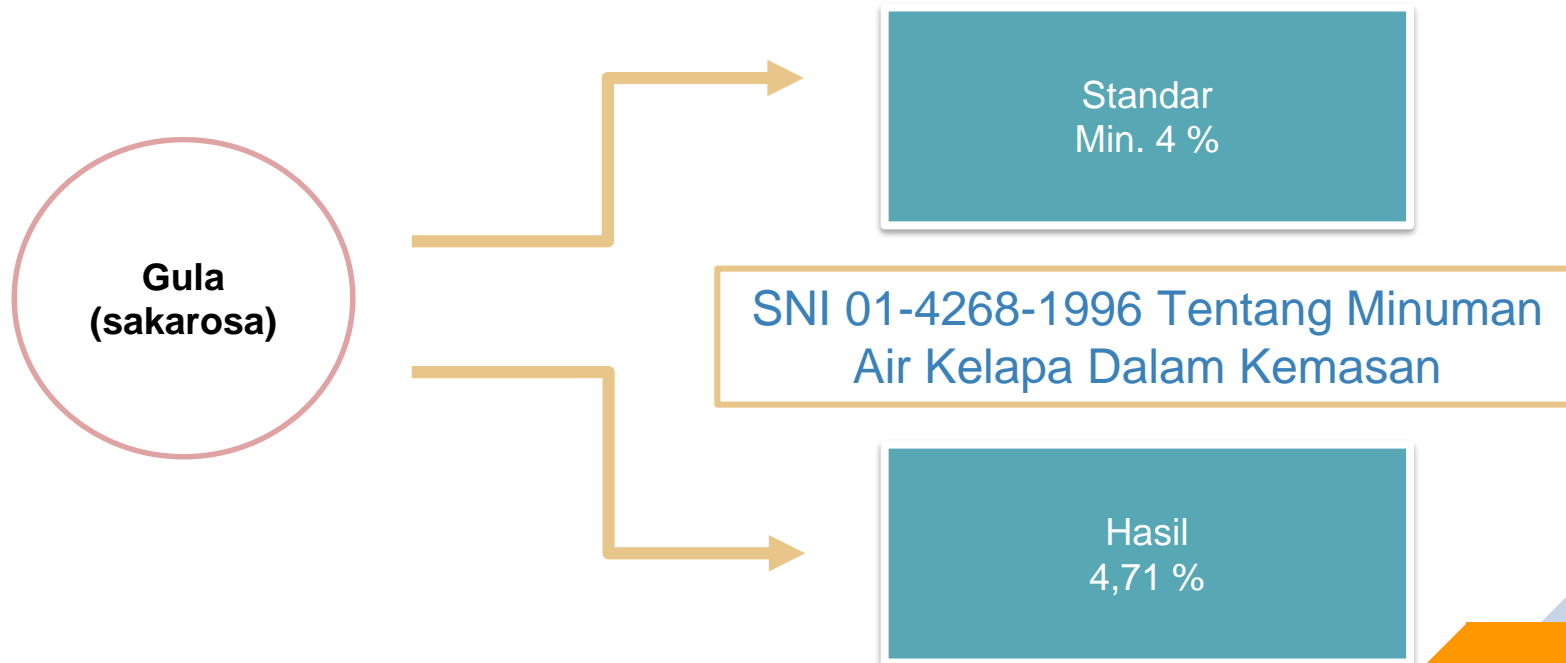 Gula
(sakarosa)
Standar
Min. 4 %
SNI 01-4268-1996 Tentang Minuman
Air Kelapa Dalam Kemasan
Hasil
4,71 %